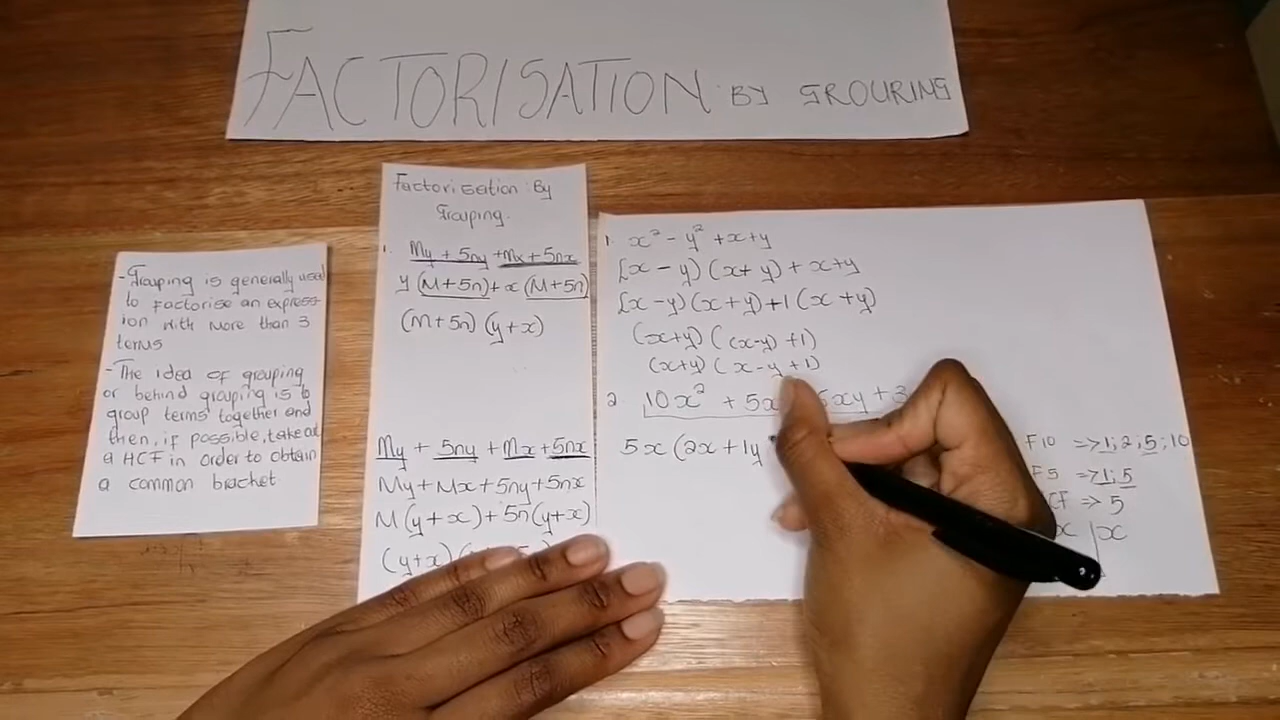 FACTORISATION BY GROURING
-Grouping is generally used
to factorise an express
ion with more than 3
terms
-The idea of grouping
or behind grouping is to
group terms together and
then, if possible, take out
a HCF in order to obtain
a common bracket
Factorisation: By
Grouping.
1. My + 5ny + Mx + 5nx
y (M+5n) + x (M+5n)
(M+5n) (y+x)
My + 5ny + Mx + 5nx
My+Mx+5ny+5nx
M(y+x)+5n(y+x)
(y+x)
1. x² - y² + x + y
(x - y) (x + y) + x + y
(x - y)(x + y) + 1 (x + y)
(x+y) ((x-y) + 1)
(x+y) (x - y + 1)
2 10x² + 5x 5xy + 3
5x (2x + 1y
F10 => 1; 2; 5; 10
F5 => 1; 5
CF => 5
x | x